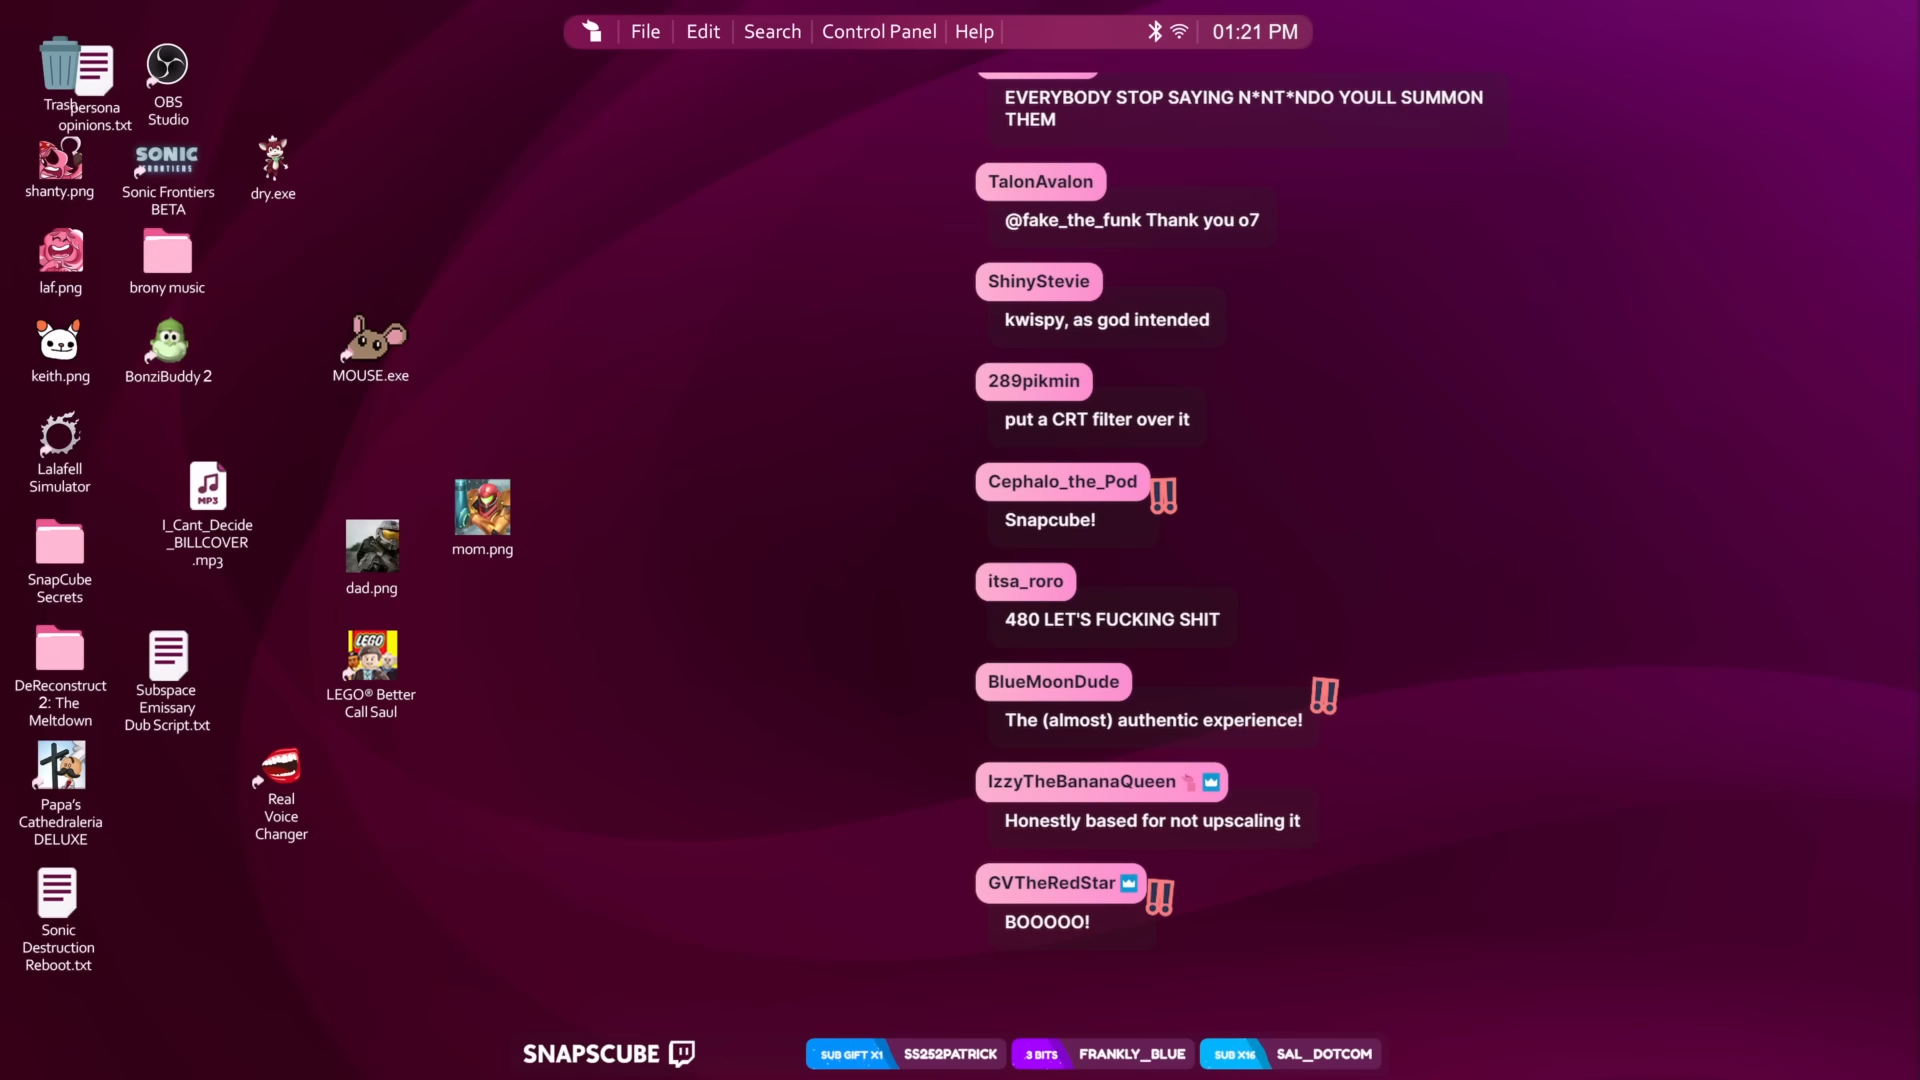 File
Edit
Search
Control Panel
Help
01:21 PM
Trash
persona
opinions.txt
OBS
Studio
shanty.png
SONIC
FRONTIERS
Sonic Frontiers
BETA
dry.exe
laf.png
brony music
keith.png
BonziBuddy 2
MOUSE.exe
Lalafell
Simulator
MP3
I_Cant_Decide
_BILLCOVER
.mp3
dad.png
mom.png
SnapCube
Secrets
DeReconstruct
2: The
Meltdown
Subspace
Emissary
Dub Script.txt
LEGO
LEGO® Better
Call Saul
Papa's
Cathedraleria
DELUXE
Real
Voice
Changer
Sonic
Destruction
Reboot.txt
EVERYBODY STOP SAYING N*NT*NDO YOULL SUMMON
THEM
TalonAvalon
@fake_the_funk Thank you o7
ShinyStevie
kwispy, as god intended
289pikmin
put a CRT filter over it
Cephalo_the_Pod
Snapcube!
itsa_roro
480 LET'S FUCKING SHIT
BlueMoonDude
The (almost) authentic experience!
IzzyTheBananaQueen
Honestly based for not upscaling it
GVTheRedStar
BOOOOO!
SNAPSCUBE
SUB GIFT X1 SS252PATRICK
3 BITS FRANKLY_BLUE
SUB X16 SAL_DOTCOM